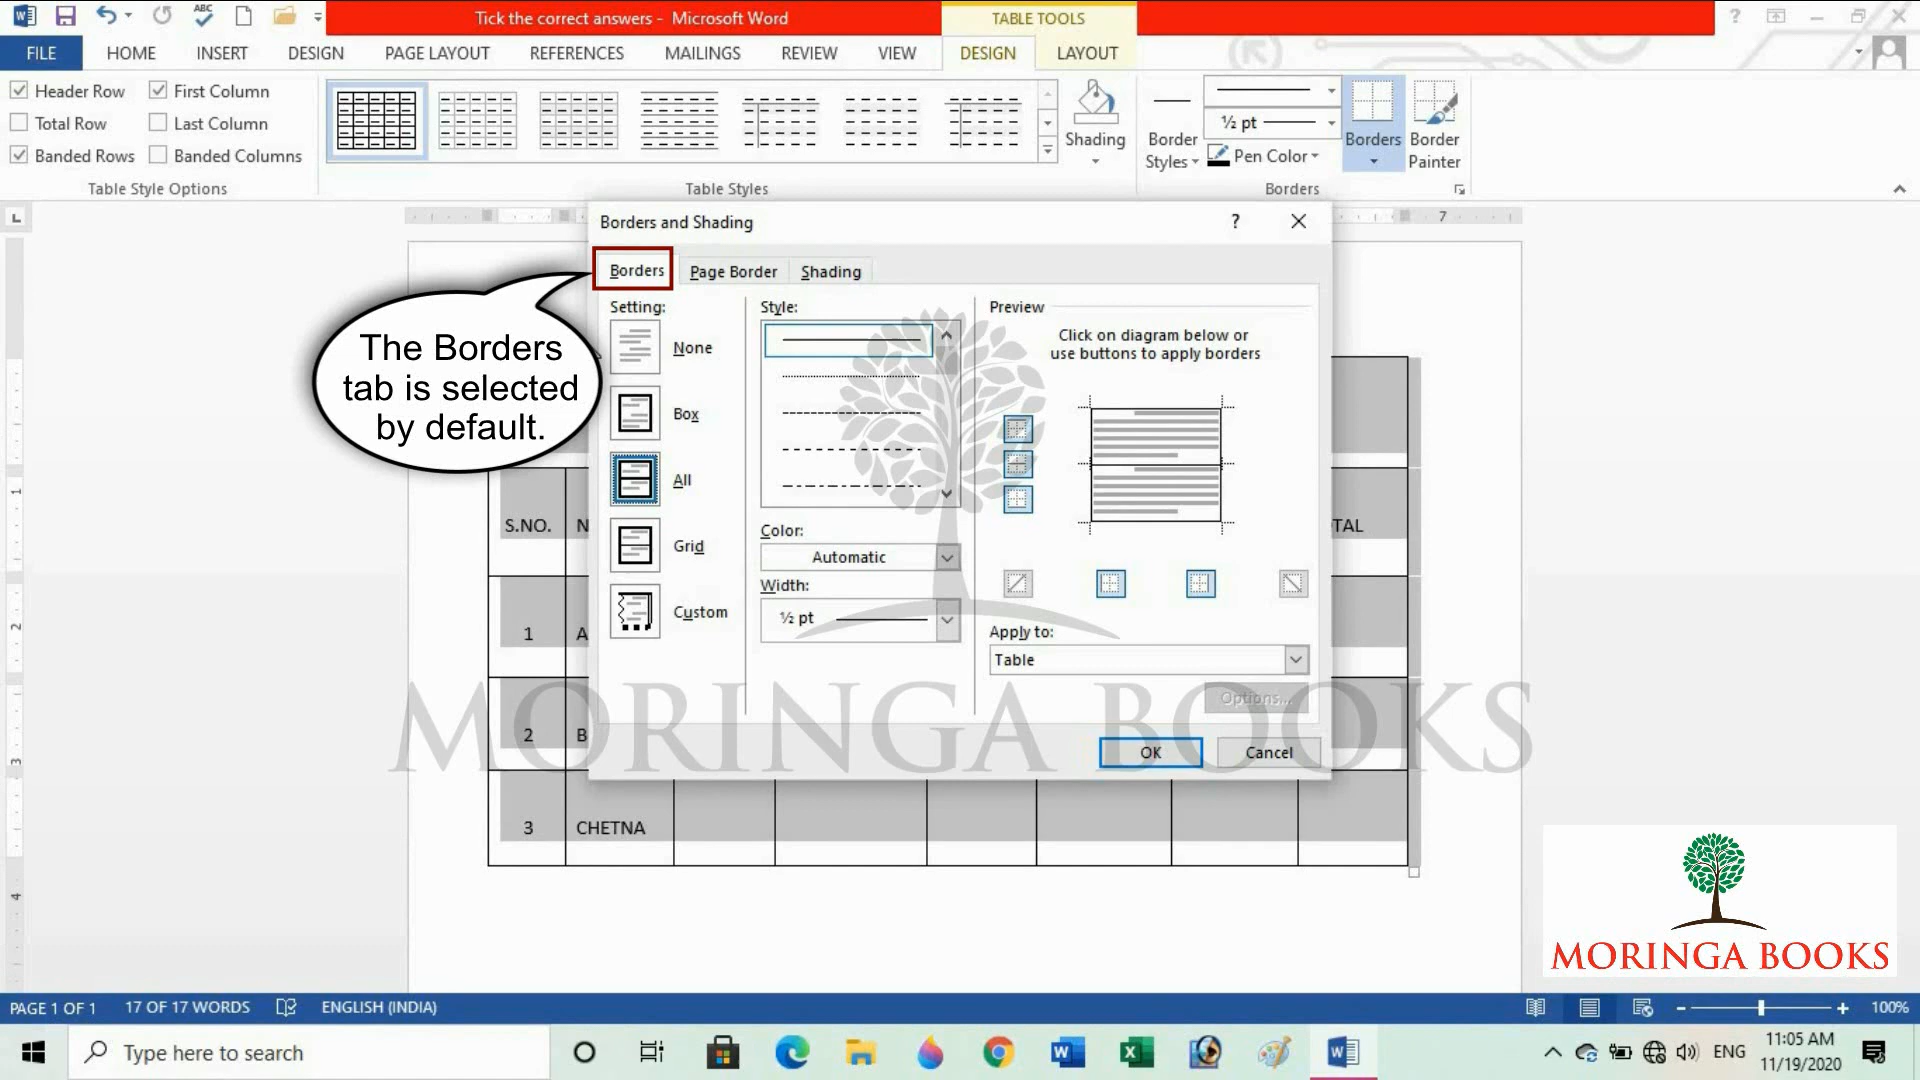 Tick the correct answers - Microsoft Word
TABLE TOOLS
?
FILE
HOME
INSERT
DESIGN
PAGE LAYOUT
REFERENCES
MAILINGS
REVIEW
VIEW
DESIGN
LAYOUT
Header Row
First Column
Total Row
Last Column
Banded Rows
Banded Columns
Table Style Options
Table Styles
Shading
Border
Styles
½ pt
Pen Color
Borders
Border
Painter
Borders
ABC
L
7
Borders and Shading
?
Borders
Page Border
Shading
The Borders
tab is selected
by default.
Setting:
None
Box
All
Grid
Custom
Style:
Color:
Automatic
Width:
½ pt
Preview
Click on diagram below or
use buttons to apply borders
Apply to:
Table
Options...
OK
Cancel
1
2
3
4
S.NO.
N
TAL
1
A
2
B
3
CHETNA
MORINGA BOOKS
MORINGA BOOKS
PAGE 1 OF 1
17 OF 17 WORDS
ENGLISH (INDIA)
100%
Type here to search
ENG
11:05 AM
11/19/2020